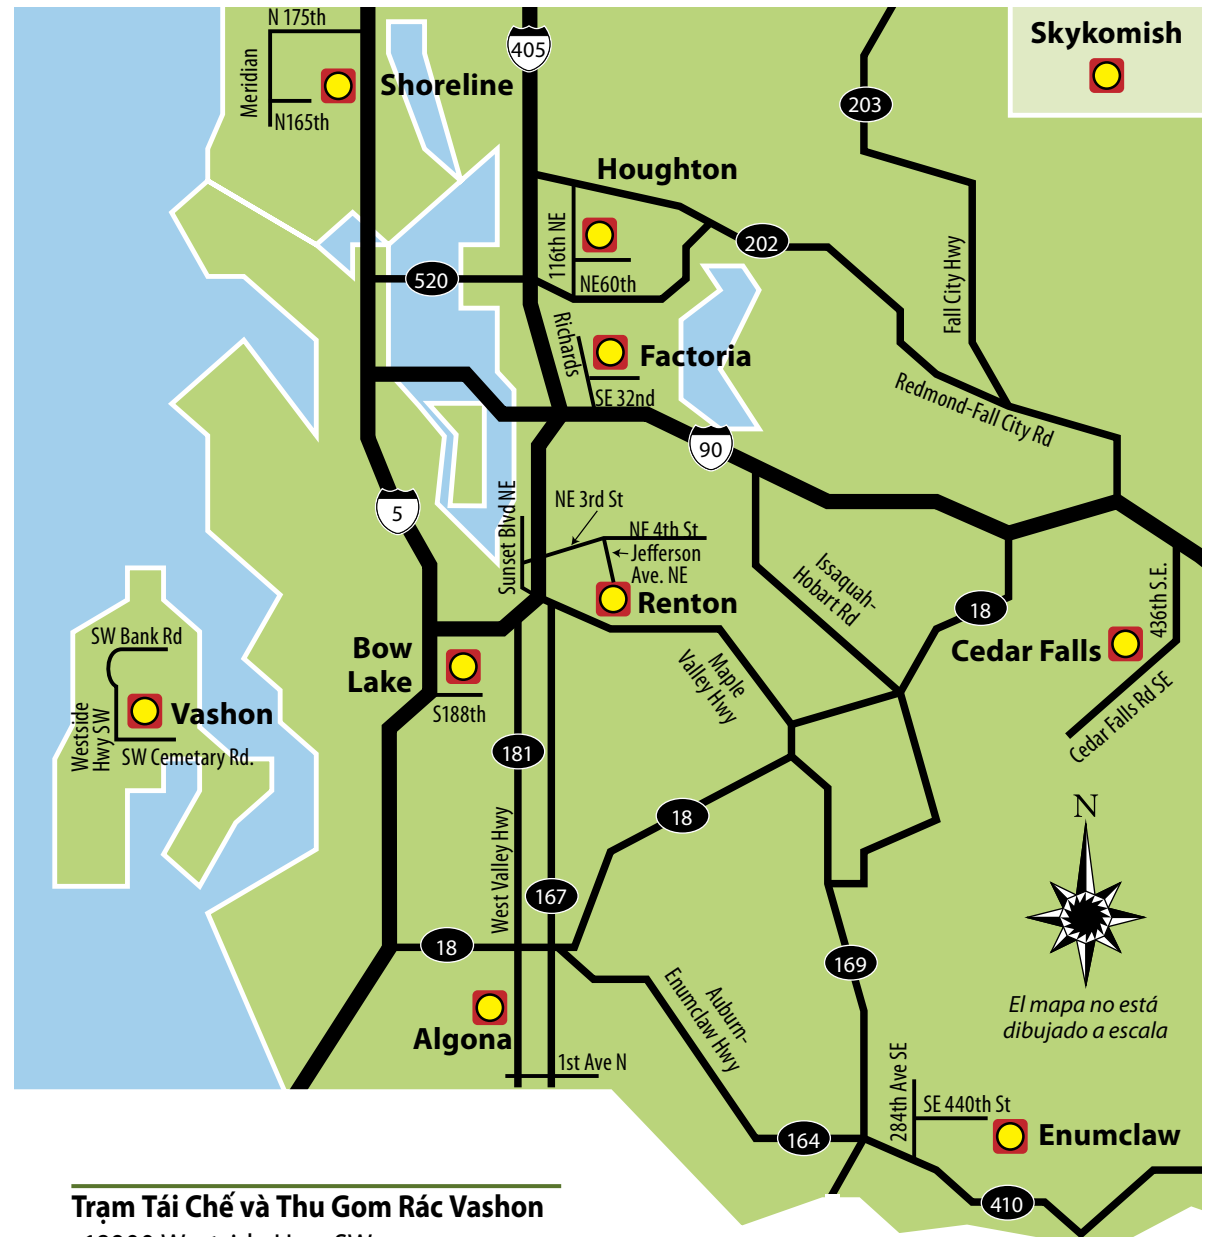 N 175th
405
Skykomish
Meridian
Shoreline
203
N165th
Houghton
116th NE
202
Fall City Hwy
520
NE60th
Richards
Factoria
SE 32nd
Redmond-Fall City Rd
90
5
Sunset Blvd NE
NE 3rd St
NE 4th St
Jefferson
Ave. NE
Issaquah-
Hobart Rd
436th S.E.
Renton
18
SW Bank Rd
Bow
Lake
Maple
Valley Hwy
Cedar Falls
Westside
Hwy SW
Vashon
S188th
Cedar Falls Rd SE
SW Cemetary Rd.
181
18
N
West Valley Hwy
167
18
169
Auburn-
Enumclaw Hwy
El mapa no está
dibujado a escala
Algona
1st Ave N
284th Ave SE
SE 440th St
164
Enumclaw
410
Trạm Tái Chế và Thu Gom Rác Vashon